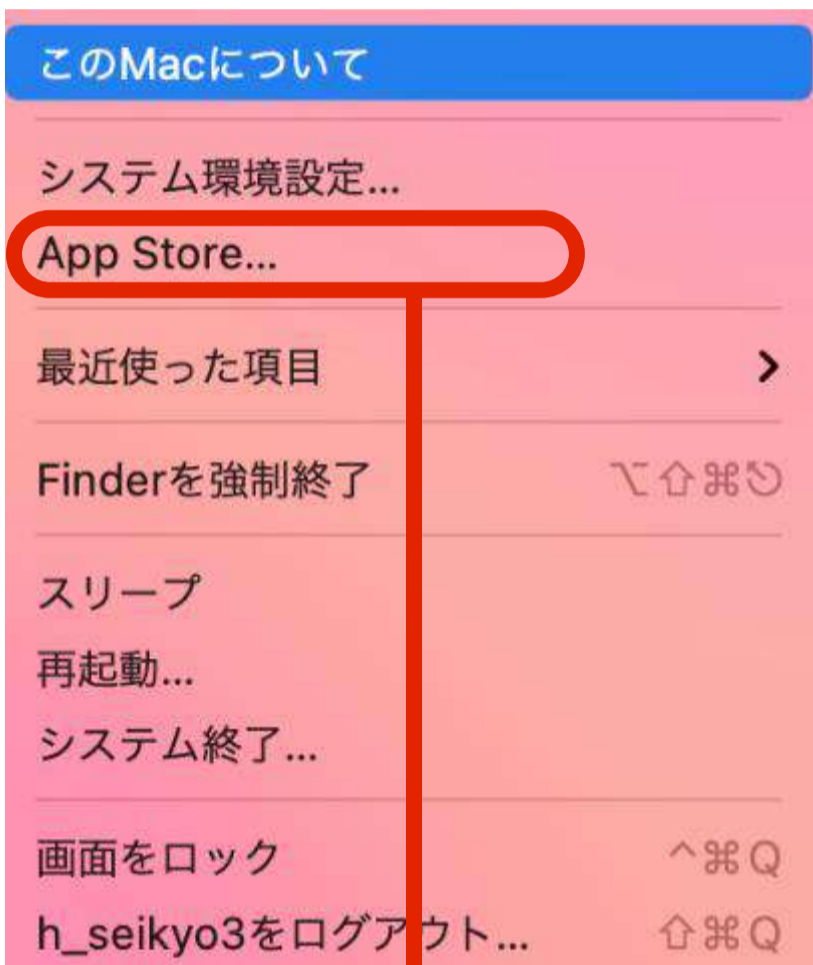 このMacについて
システム環境設定...
App Store...
最近使った項目
Finderを強制終了 ⌥⇧⌘⎋
スリープ
再起動...
システム終了...
画面をロック ^⌘Q
h_seikyo3をログアウト... ⇧⌘Q